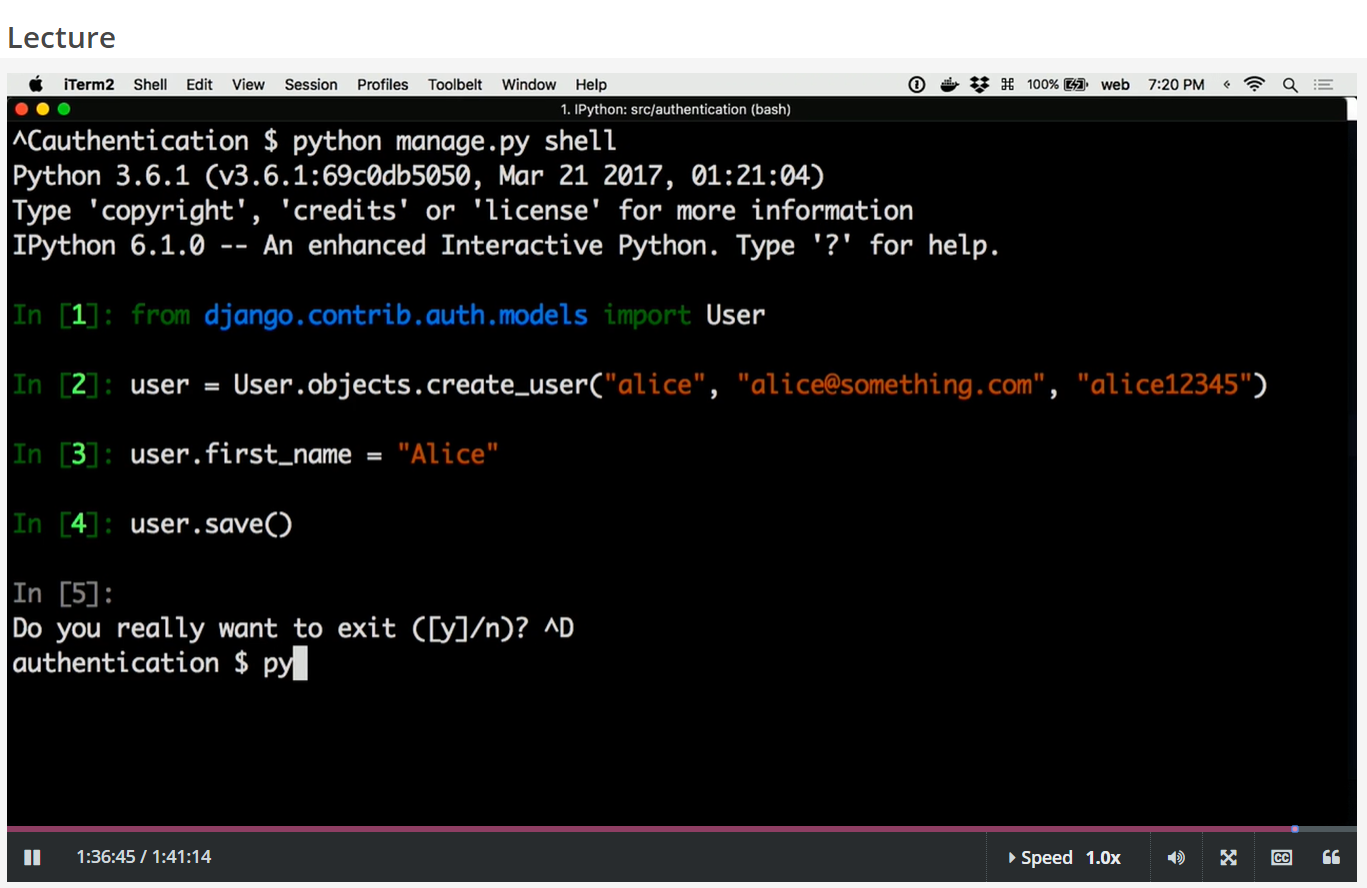 Lecture
iTerm2 Shell Edit View Session Profiles Toolbelt Window Help 100% web 7:20 PM
1. IPython: src/authentication (bash)
^Cauthentication $ python manage.py shell
Python 3.6.1 (v3.6.1:69c0db5050, Mar 21 2017, 01:21:04)
Type 'copyright', 'credits' or 'license' for more information
IPython 6.1.0 -- An enhanced Interactive Python. Type '?' for help.
In [1]: from django.contrib.auth.models import User
In [2]: user = User.objects.create_user("alice", "alice@something.com", "alice12345")
In [3]: user.first_name = "Alice"
In [4]: user.save()
In [5]:
Do you really want to exit ([y]/n)? ^D
authentication $ py
1:36:45 / 1:41:14 Speed 1.0x CC